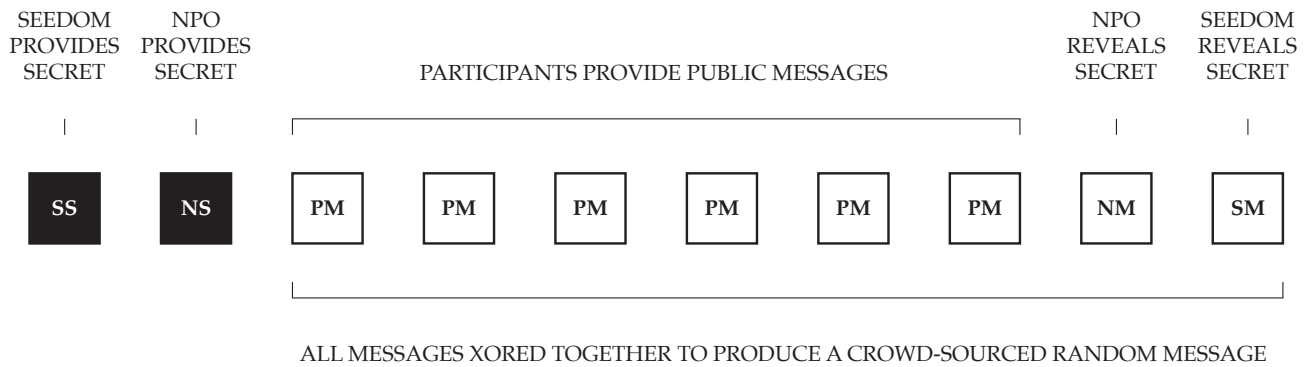 SEEDOM
PROVIDES
SECRET
NPO
PROVIDES
SECRET
PARTICIPANTS PROVIDE PUBLIC MESSAGES
NPO
REVEALS
SECRET
SEEDOM
REVEALS
SECRET
SS
NS
PM
PM
PM
PM
PM
PM
NM
SM
ALL MESSAGES XORED TOGETHER TO PRODUCE A CROWD-SOURCED RANDOM MESSAGE